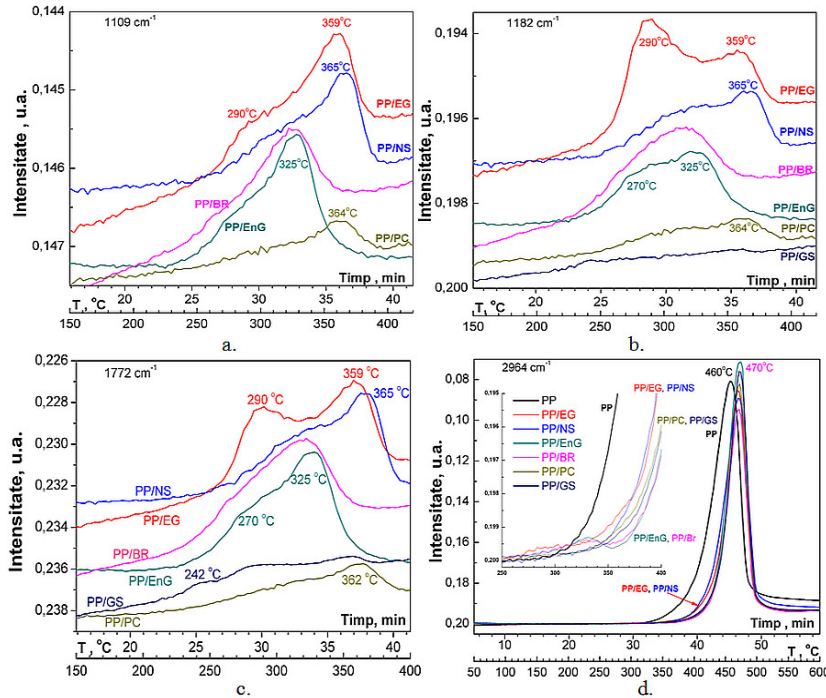 1109 cm⁻¹
Intensitate , u.a.
0,144
0,145
0,146
0,147
359°C
365°C
290°C
325°C
364°C
PP/EG
PP/NS
PP/BR
PP/EnG
PP/PC
Timp , min
20 25 30 35 40
T , °C
150 200 250 300 350 400
a.
1182 cm⁻¹
Intensitate, u.a.
0,194
0,196
0,198
0,200
290°C
359°C
365°C
270°C
325°C
364°C
PP/EG
PP/NS
PP/BR
PP/EnG
PP/PC
PP/GS
Timp , min
15 20 25 30 35 40
T , °C
150 200 250 300 350 400
b.
1772 cm⁻¹
Intensitate, u.a.
0,226
0,228
0,230
0,232
0,234
0,236
0,238
290 °C
359 °C
365 °C
325 °C
270 °C
242 °C
362 °C
PP/NS
PP/EG
PP/BR
PP/EnG
PP/GS
PP/PC
Timp, min
15 20 25 30 35 40
T , °C
150 200 250 300 350 400
c.
2964 cm⁻¹
Intensitate, u.a.
0,08
0,10
0,12
0,14
0,16
0,18
0,20
PP
PP/EG
PP/NS
PP/EnG
PP/BR
PP/PC
PP/GS
460°C
470°C
PP
0,195
0,196
0,197
0,198
0,199
0,200
250 300 350 400
PP
PP/EG, PP/NS
PP/PC, PP/GS
PP/EnG, PP/Br
PP/EG, PP/NS
Timp , min
10 20 30 40 50
T , °C
50 100 150 200 250 300 350 400 450 500 550 600
d.